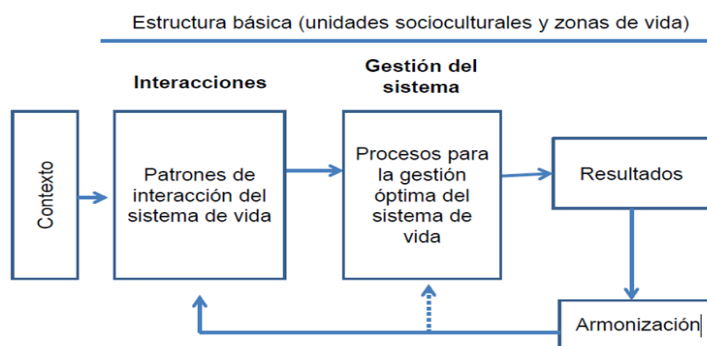 Estructura básica (unidades socioculturales y zonas de vida)
Interacciones
Gestión del
sistema
Contexto
Patrones de
interacción del
sistema de vida
Procesos para
la gestión
óptima del
sistema de
vida
Resultados
Armonización